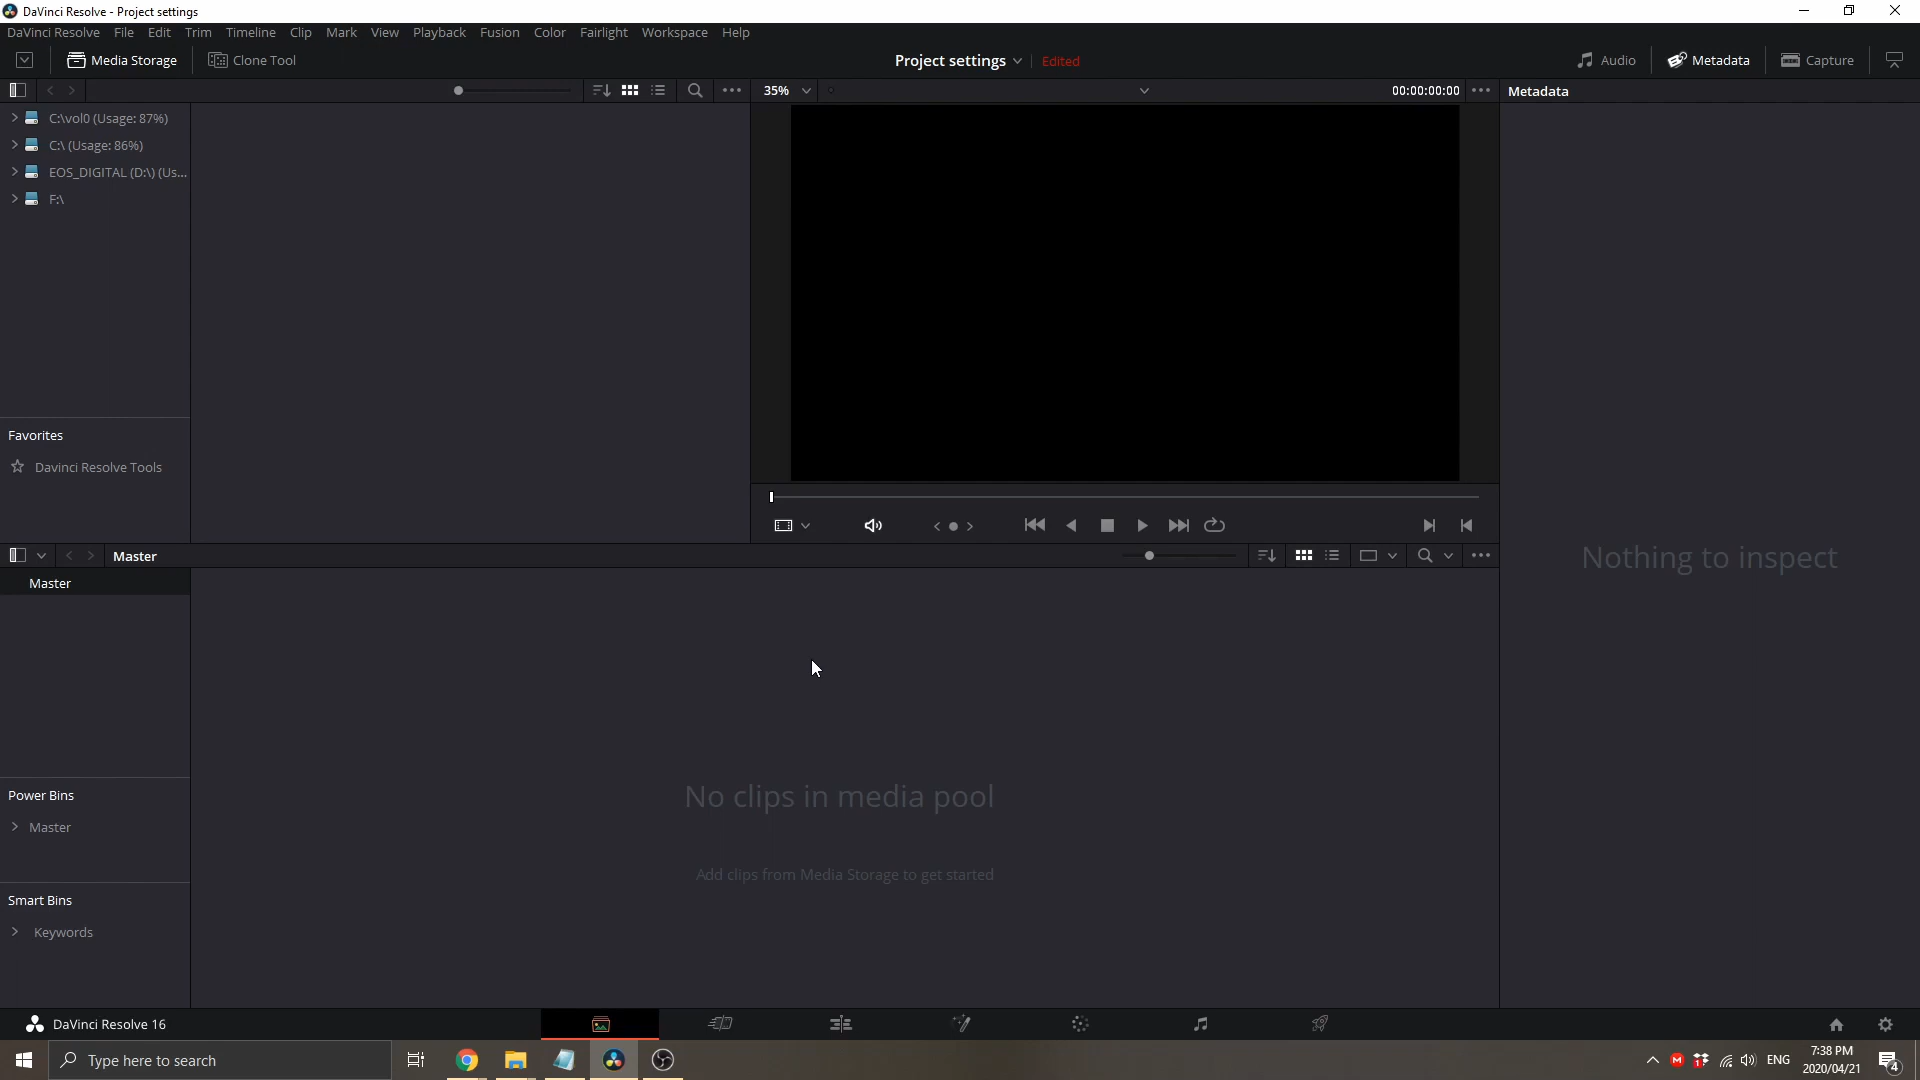 DaVinci Resolve - Project settings
DaVinci Resolve File Edit Trim Timeline Clip Mark View Playback Fusion Color Fairlight Workspace Help
Media Storage Clone Tool Project settings Edited Audio Metadata Capture
35% 00:00:00:00 Metadata
C:\vol0 (Usage: 87%)
C:\ (Usage: 86%)
EOS_DIGITAL (D:\) (Us...
F:\
Favorites
Davinci Resolve Tools
Nothing to inspect
Master
Master
No clips in media pool
Add clips from Media Storage to get started
Power Bins
Master
Smart Bins
Keywords
DaVinci Resolve 16
Type here to search
ENG
7:38 PM
2020/04/21
4